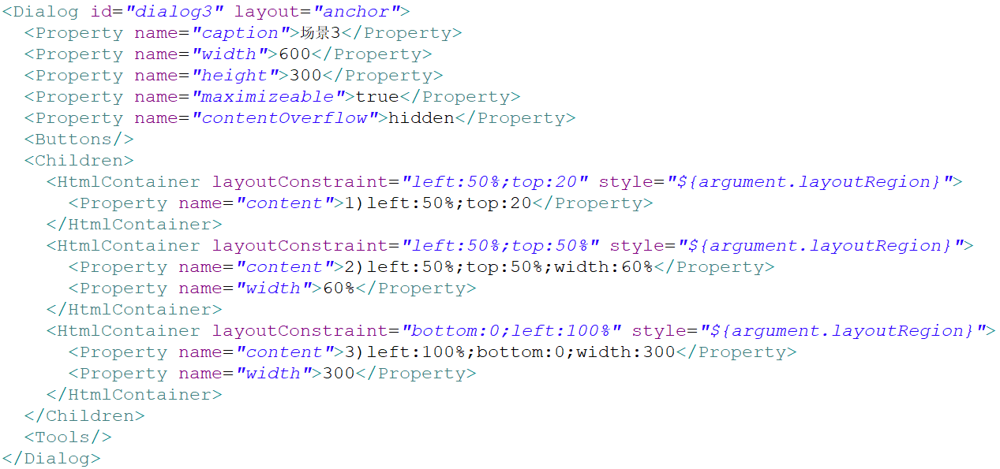 <Dialog id="dialog3" layout="anchor">
  <Property name="caption">场景3</Property>
  <Property name="width">600</Property>
  <Property name="height">300</Property>
  <Property name="maximizeable">true</Property>
  <Property name="contentOverflow">hidden</Property>
  <Buttons/>
  <Children>
    <HtmlContainer layoutConstraint="left:50%;top:20" style="${argument.layoutRegion}">
      <Property name="content">1)left:50%;top:20</Property>
    </HtmlContainer>
    <HtmlContainer layoutConstraint="left:50%;top:50%" style="${argument.layoutRegion}">
      <Property name="content">2)left:50%;top:50%;width:60%</Property>
      <Property name="width">60%</Property>
    </HtmlContainer>
    <HtmlContainer layoutConstraint="bottom:0;left:100%" style="${argument.layoutRegion}">
      <Property name="content">3)left:100%;bottom:0;width:300</Property>
      <Property name="width">300</Property>
    </HtmlContainer>
  </Children>
  <Tools/>
</Dialog>